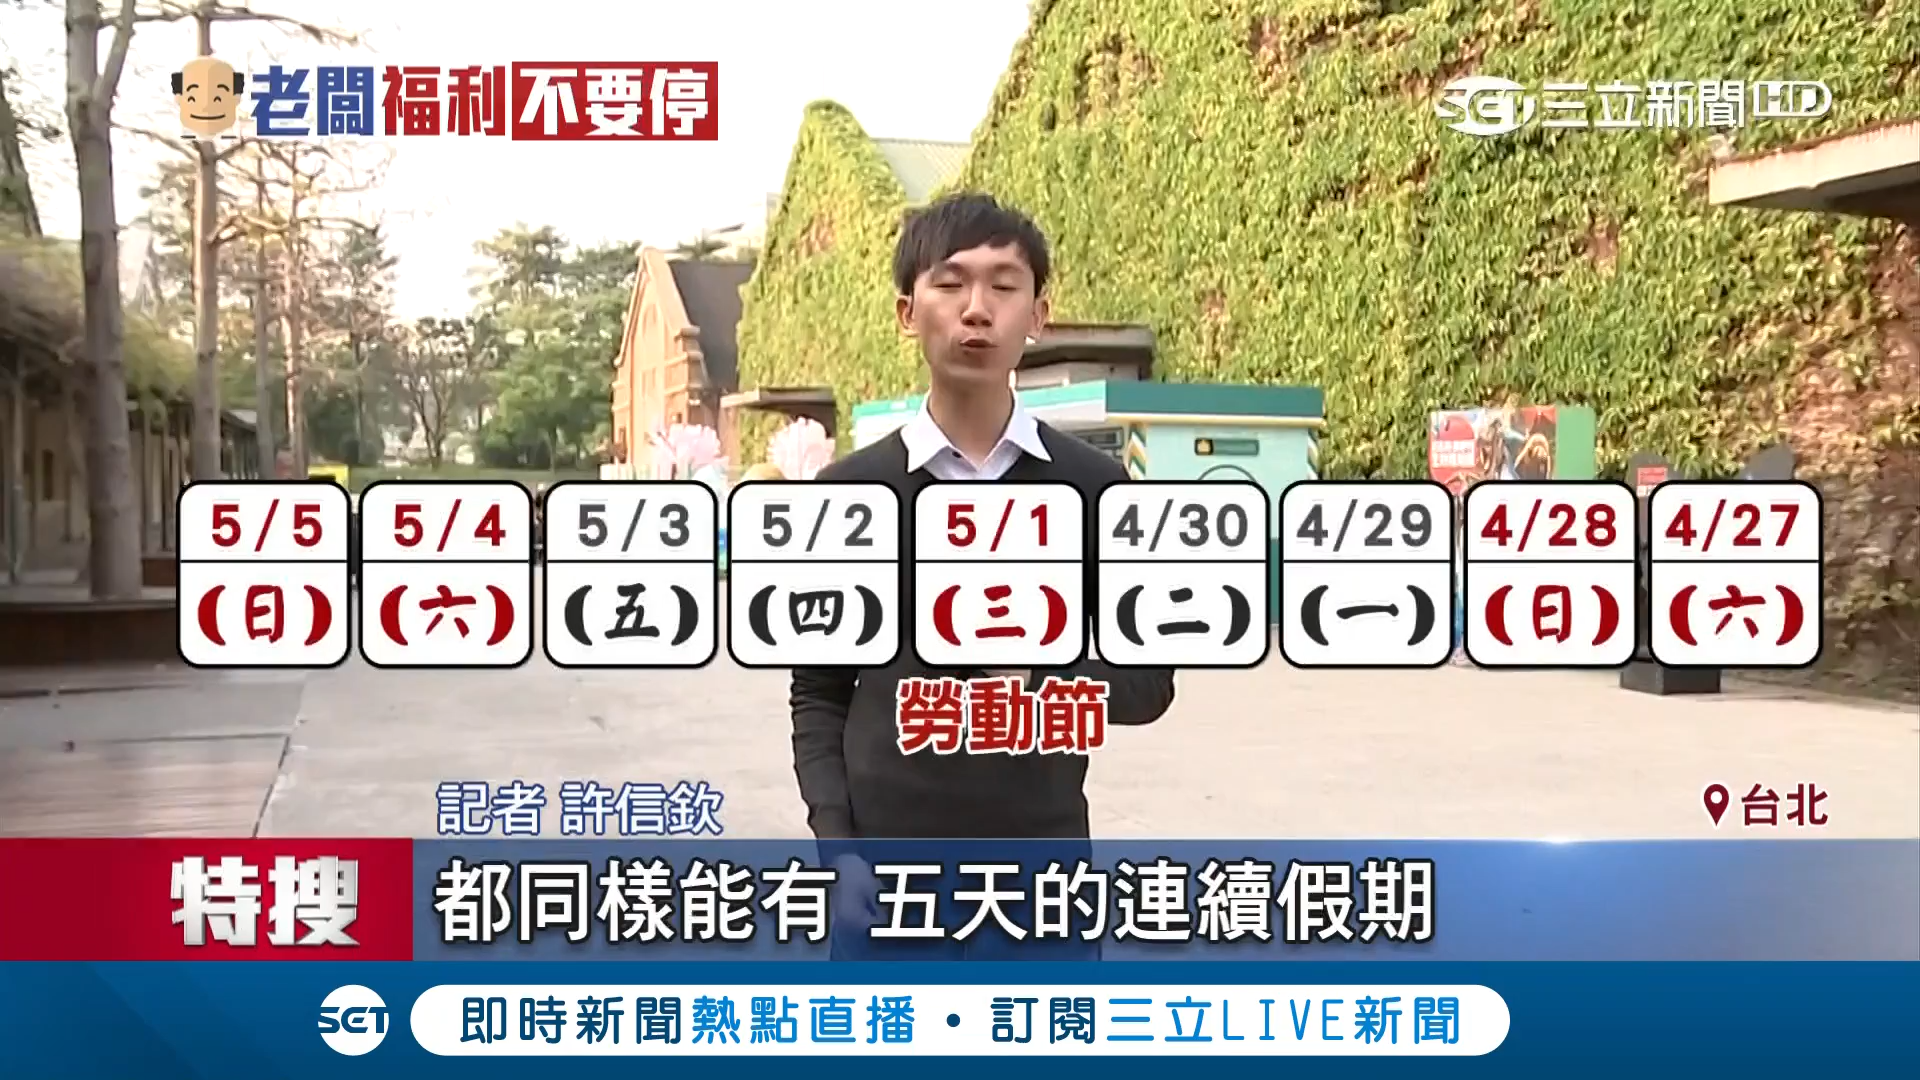 老闆福利不要停
SET三立新聞HD
5/5 5/4 5/3 5/2 5/1 4/30 4/29 4/28 4/27
(日) (六) (五) (四) (三) (二) (一) (日) (六)
勞動節
記者 許信欽
台北
特搜 都同樣能有 五天的連續假期
SET 即時新聞熱點直播・訂閱三立LIVE新聞